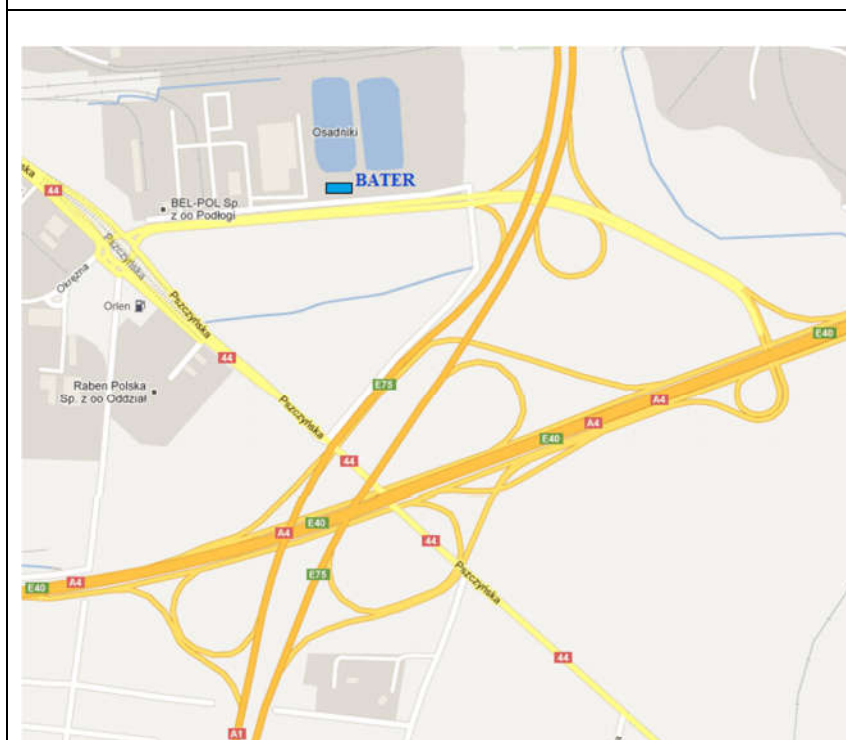 Osadniki
BATER
ska
44
BEL-POL Sp.
z oo Podłogi
Pszczyńska
Okrężna
Pszczyńska
Orlen
E40
44
E75
Raben Polska
Sp. z oo Oddział
Pszczyńska
A4
A4
E40
44
E40
A4
44
E75
A4
E40
Pszczyńska
44
A1